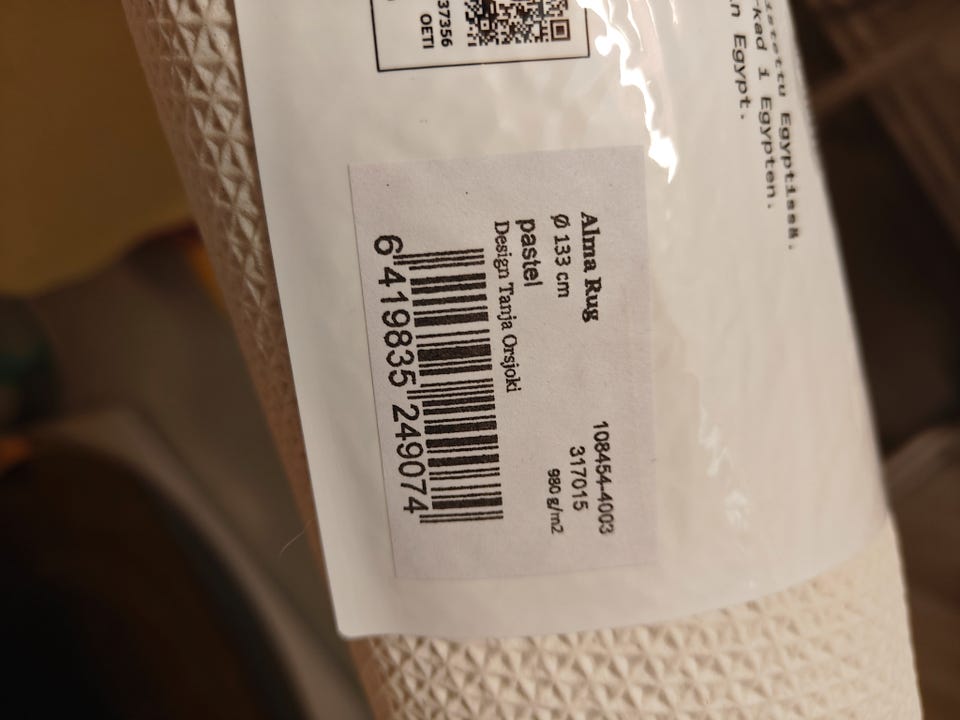 37356
OETI
Egyptissä.
i Egypten.
Egypt.
Alma Rug
Ø 133 cm
pastel
Design Tanja Orsjoki
108454-4003
317015
980 g/m2
6 419835 249074